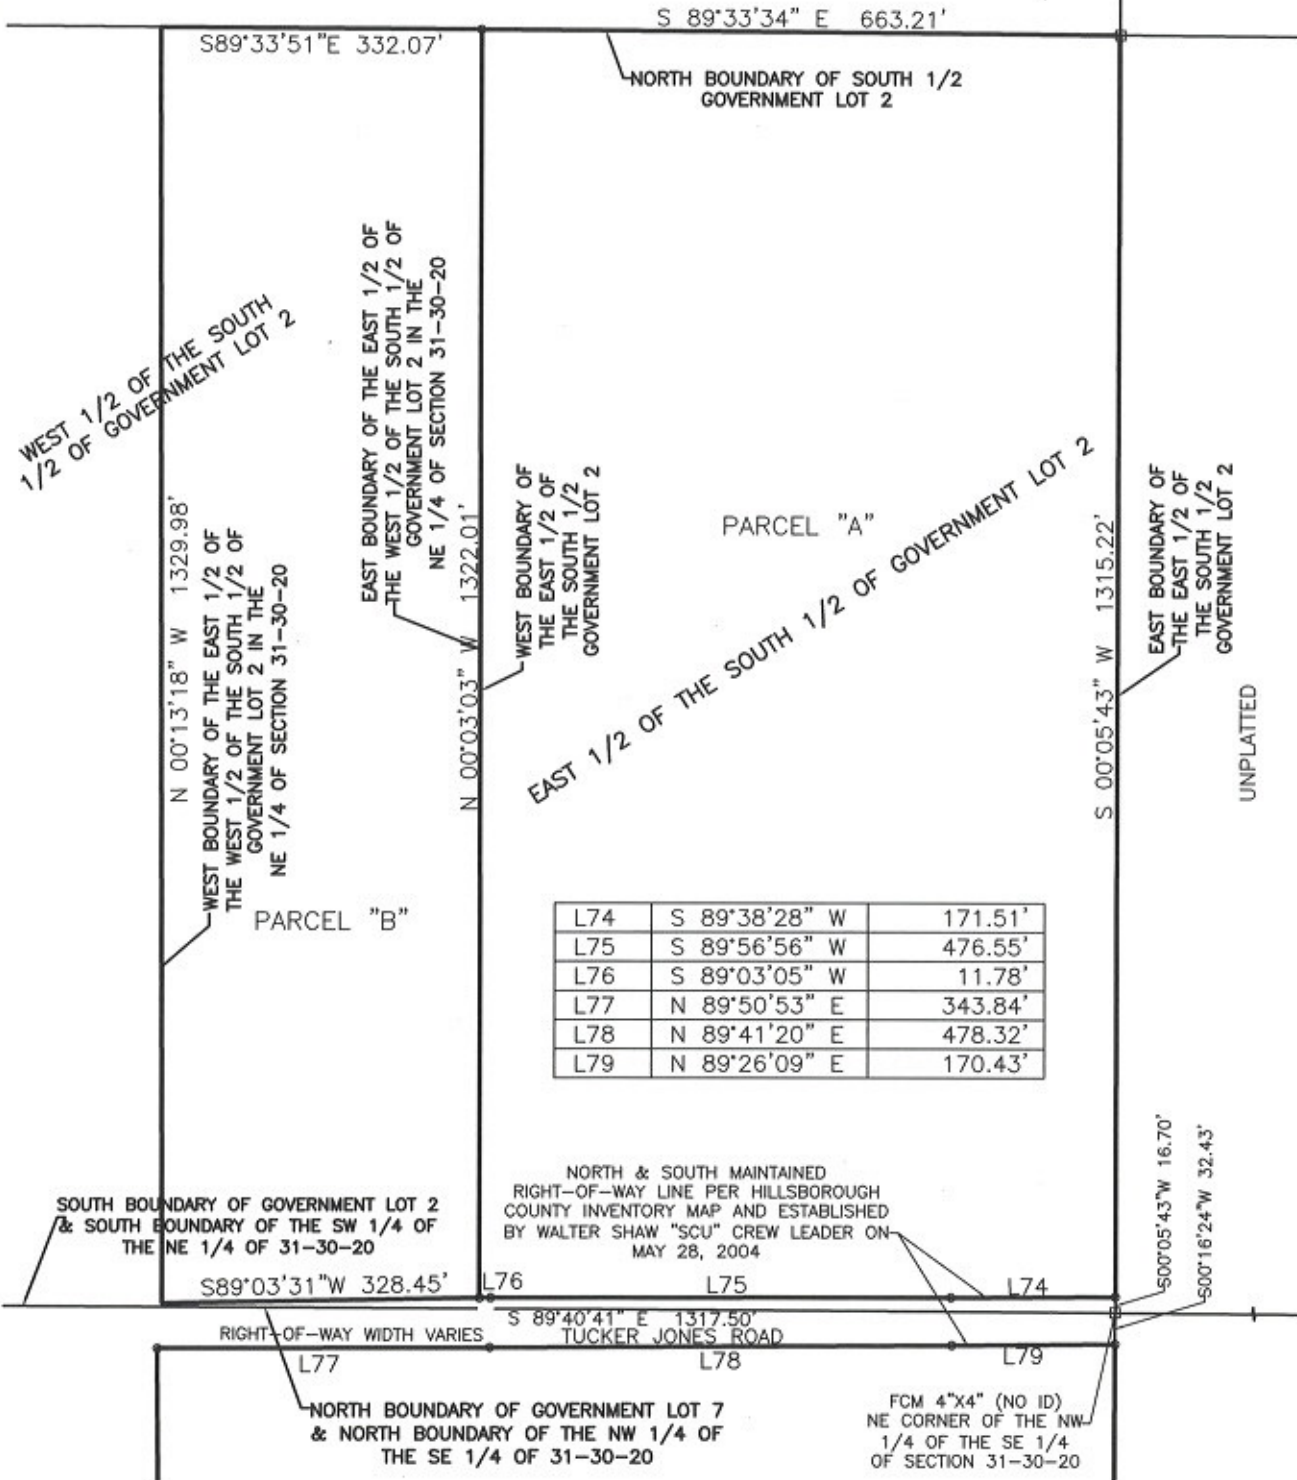 S 89°33'34" E 663.21'
S89°33'51"E 332.07'
NORTH BOUNDARY OF SOUTH 1/2
GOVERNMENT LOT 2
WEST 1/2 OF THE SOUTH
1/2 OF GOVERNMENT LOT 2
EAST BOUNDARY OF THE EAST 1/2 OF
THE WEST 1/2 OF THE SOUTH 1/2 OF
GOVERNMENT LOT 2 IN THE
NE 1/4 OF SECTION 31-30-20
N 00°13'18" W 1329.98'
WEST BOUNDARY OF THE EAST 1/2 OF
THE WEST 1/2 OF THE SOUTH 1/2 OF
GOVERNMENT LOT 2 IN THE
NE 1/4 OF SECTION 31-30-20
N 00°03'03" W 1322.01'
WEST BOUNDARY OF
THE EAST 1/2 OF
THE SOUTH 1/2
GOVERNMENT LOT 2
PARCEL "A"
EAST 1/2 OF THE SOUTH 1/2 OF GOVERNMENT LOT 2
S 00°05'43" W 1315.22'
EAST BOUNDARY OF
THE EAST 1/2 OF
THE SOUTH 1/2
GOVERNMENT LOT 2
UNPLATTED
PARCEL "B"
L74 S 89°38'28" W 171.51'
L75 S 89°56'56" W 476.55'
L76 S 89°03'05" W 11.78'
L77 N 89°50'53" E 343.84'
L78 N 89°41'20" E 478.32'
L79 N 89°26'09" E 170.43'
S00°05'43"W 16.70'
S00°16'24"W 32.43'
NORTH & SOUTH MAINTAINED
RIGHT-OF-WAY LINE PER HILLSBOROUGH
COUNTY INVENTORY MAP AND ESTABLISHED
BY WALTER SHAW "SCU" CREW LEADER ON
MAY 28, 2004
SOUTH BOUNDARY OF GOVERNMENT LOT 2
& SOUTH BOUNDARY OF THE SW 1/4 OF
THE NE 1/4 OF 31-30-20
S89°03'31"W 328.45'
L76
L75
L74
S 89°40'41" E 1317.50'
RIGHT-OF-WAY WIDTH VARIES
TUCKER JONES ROAD
L77
L78
L79
NORTH BOUNDARY OF GOVERNMENT LOT 7
& NORTH BOUNDARY OF THE NW 1/4 OF
THE SE 1/4 OF 31-30-20
FCM 4"X4" (NO ID)
NE CORNER OF THE NW
1/4 OF THE SE 1/4
OF SECTION 31-30-20